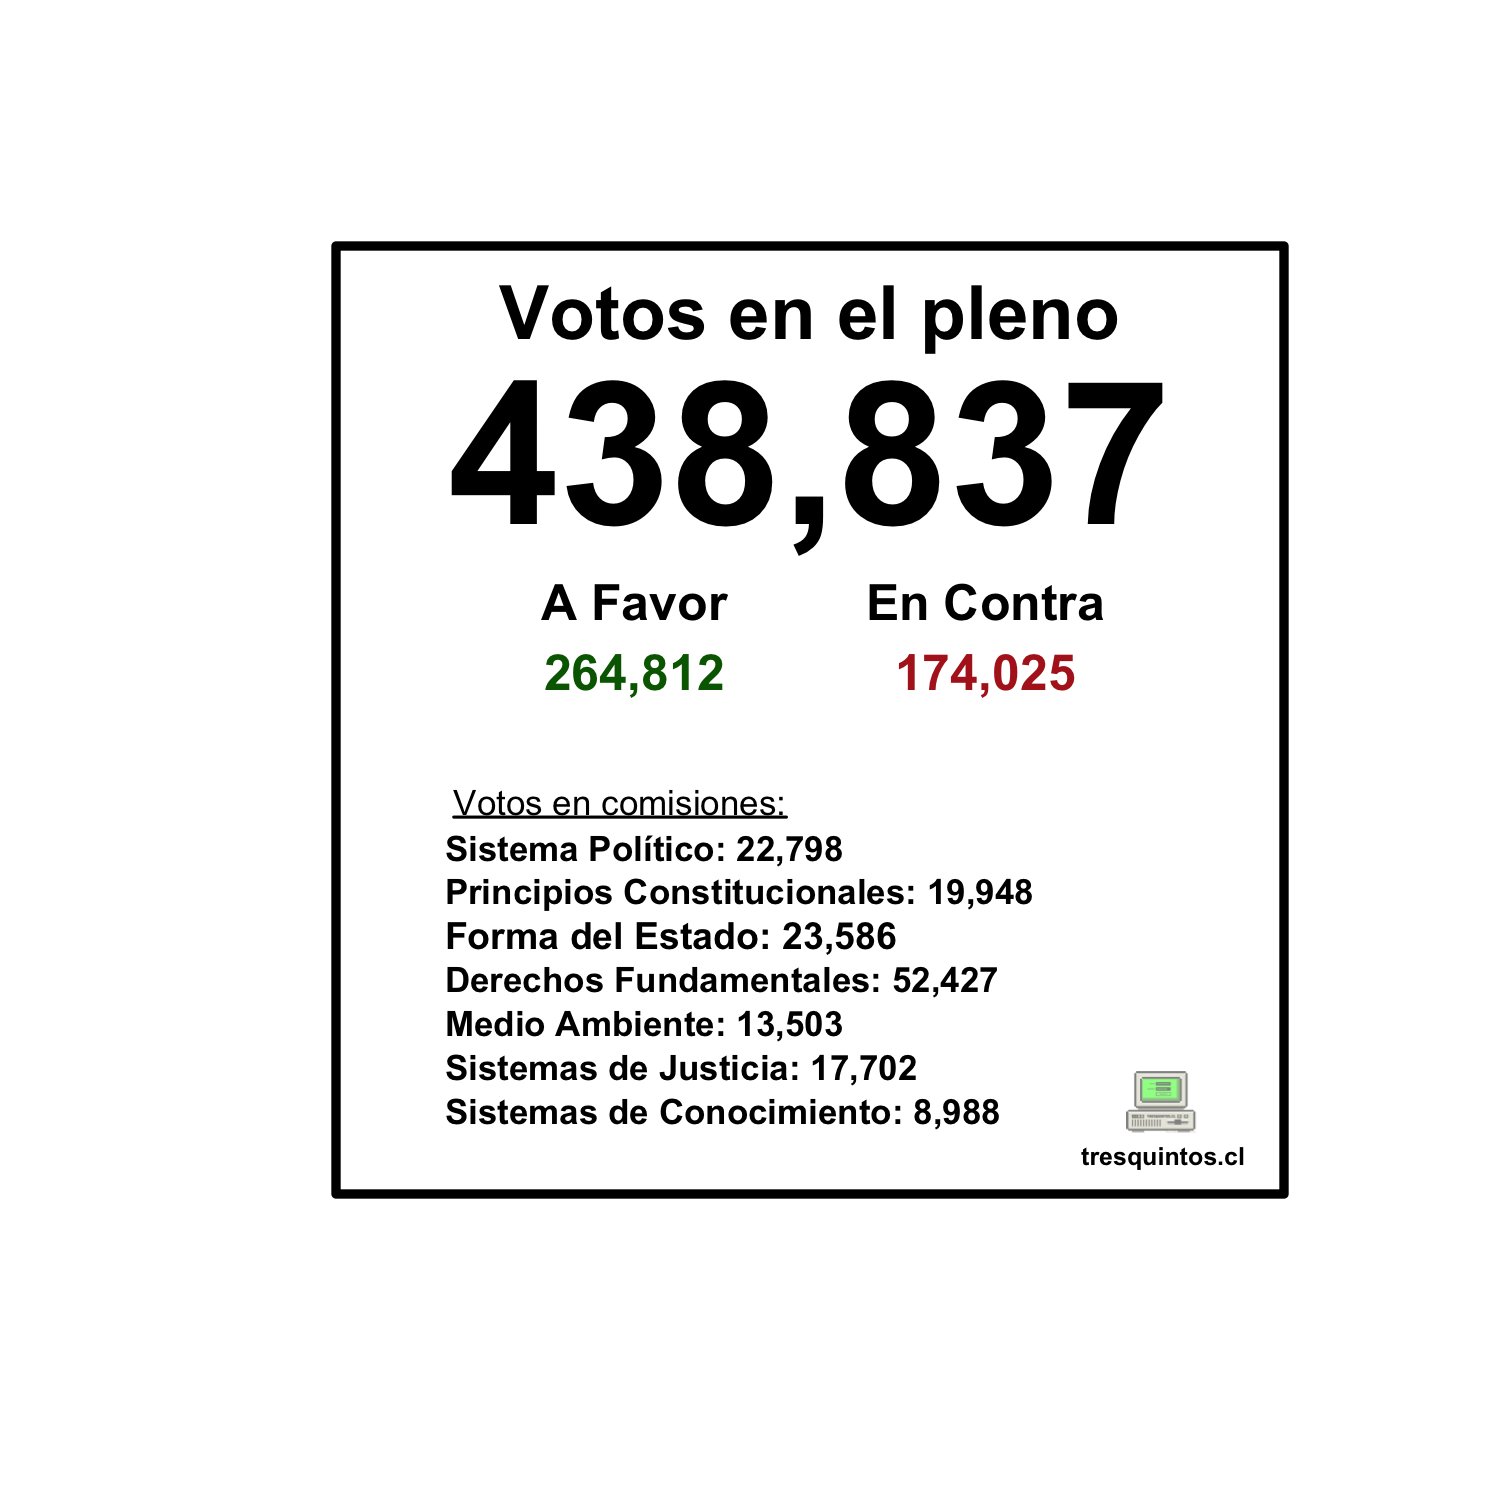 Votos en el pleno
438,837
A Favor
En Contra
264,812
174,025
Votos en comisiones:
Sistema Político: 22,798
Principios Constitucionales: 19,948
Forma del Estado: 23,586
Derechos Fundamentales: 52,427
Medio Ambiente: 13,503
Sistemas de Justicia: 17,702
Sistemas de Conocimiento: 8,988
tresquintos.cl